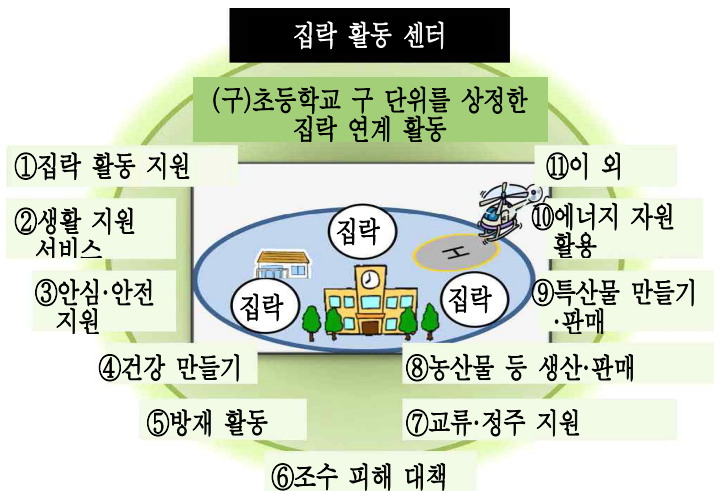 집락 활동 센터
(구)초등학교 구 단위를 상정한
집락 연계 활동
①집락 활동 지원
②생활 지원
서비스
③안심·안전
지원
④건강 만들기
⑤방재 활동
⑥조수 피해 대책
⑦교류·정주 지원
⑧농산물 등 생산·판매
⑨특산물 만들기
·판매
⑩에너지 자원
활용
⑪이 외
집락
집락
집락
H